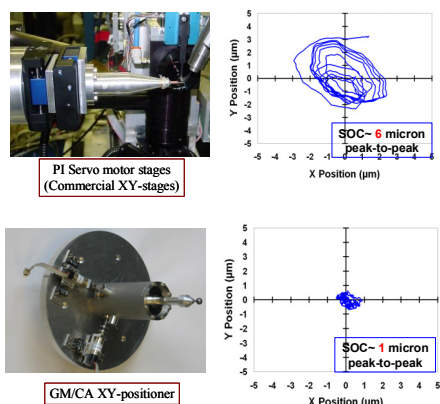 5
4
3
2
1
0
-1
-2
-3
-4
-5
Y Position (µm)
SOC~ 6 micron
peak-to-peak
-5 -4 -3 -2 -1 0 1 2 3 4 5
X Position (µm)
PI Servo motor stages
(Commercial XY-stages)
5
4
3
2
1
0
-1
-2
-3
-4
-5
Y Position (µm)
SOC~ 1 micron
peak-to-peak
-5 -4 -3 -2 -1 0 1 2 3 4 5
X Position (µm)
GM/CA XY-positioner